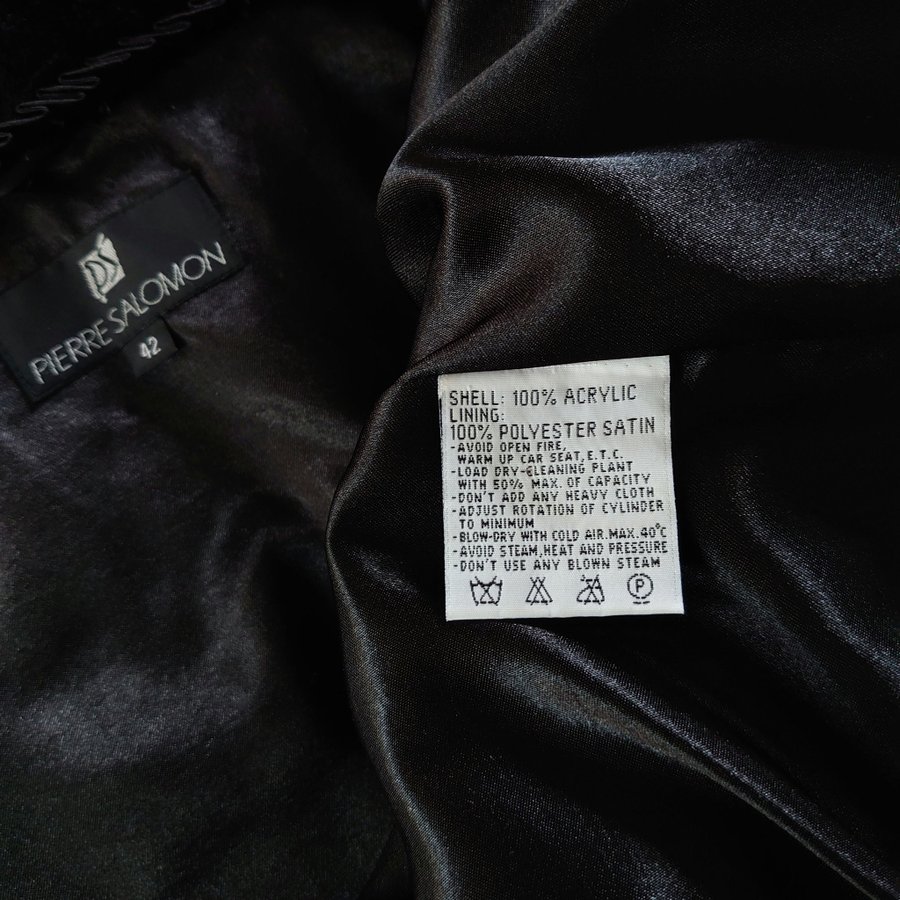 PS
PIERRE SALOMON
42
SHELL: 100% ACRYLIC
LINING:
100% POLYESTER SATIN
-AVOID OPEN FIRE,
WARM UP CAR SEAT,E.T.C.
-LOAD DRY-CLEANING PLANT
WITH 50% MAX. OF CAPACITY
-DON'T ADD ANY HEAVY CLOTH
-ADJUST ROTATION OF CYLINDER
TO MINIMUM
-BLOW-DRY WITH COLD AIR.MAX.40°C
-AVOID STEAM,HEAT AND PRESSURE
-DON'T USE ANY BLOWN STEAM
P